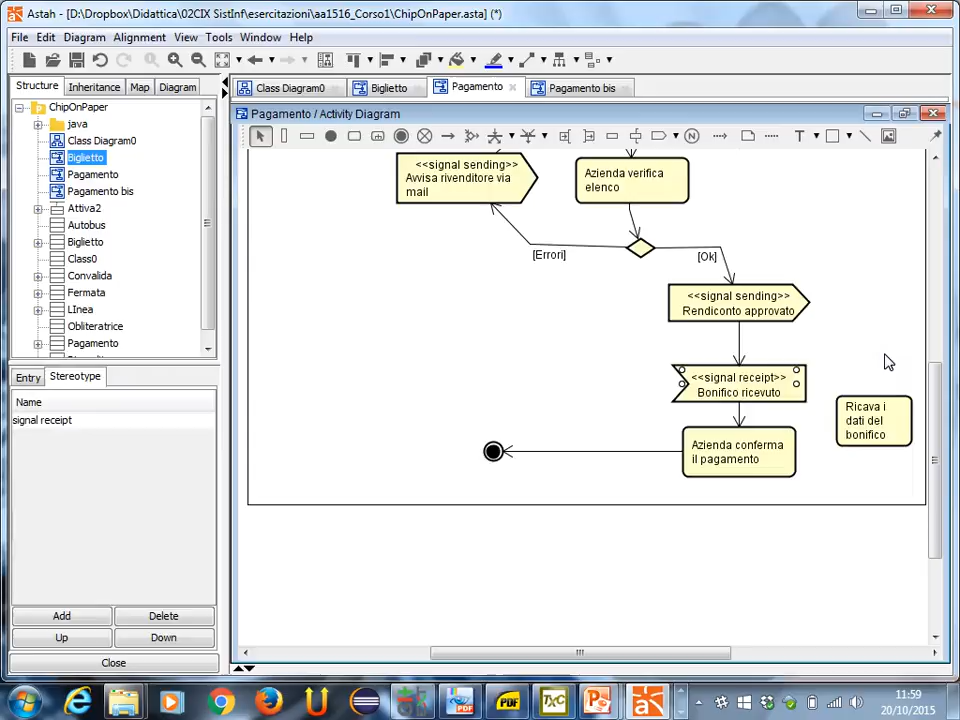 Astah - [D:\Dropbox\Didattica\02CIX SistInf\esercitazioni\aa1516_Corso1\ChipOnPaper.asta] (*)
File Edit Diagram Alignment View Tools Window Help
Structure Inheritance Map Diagram
Class Diagram0 Biglietto Pagamento Pagamento bis
Pagamento / Activity Diagram
ChipOnPaper
java
Class Diagram0
Biglietto
Pagamento
Pagamento bis
Attiva2
Autobus
Biglietto
Class0
Convalida
Fermata
LInea
Obliteratrice
Pagamento
Entry Stereotype
Name
signal receipt
Add Delete
Up Down
Close
<<signal sending>>
Avvisa rivenditore via
mail
Azienda verifica
elenco
[Errori]
[Ok]
<<signal sending>>
Rendiconto approvato
<<signal receipt>>
Bonifico ricevuto
Ricava i
dati del
bonifico
Azienda conferma
il pagamento
T
N
PDF
PDF
TXC
11:59
20/10/2015